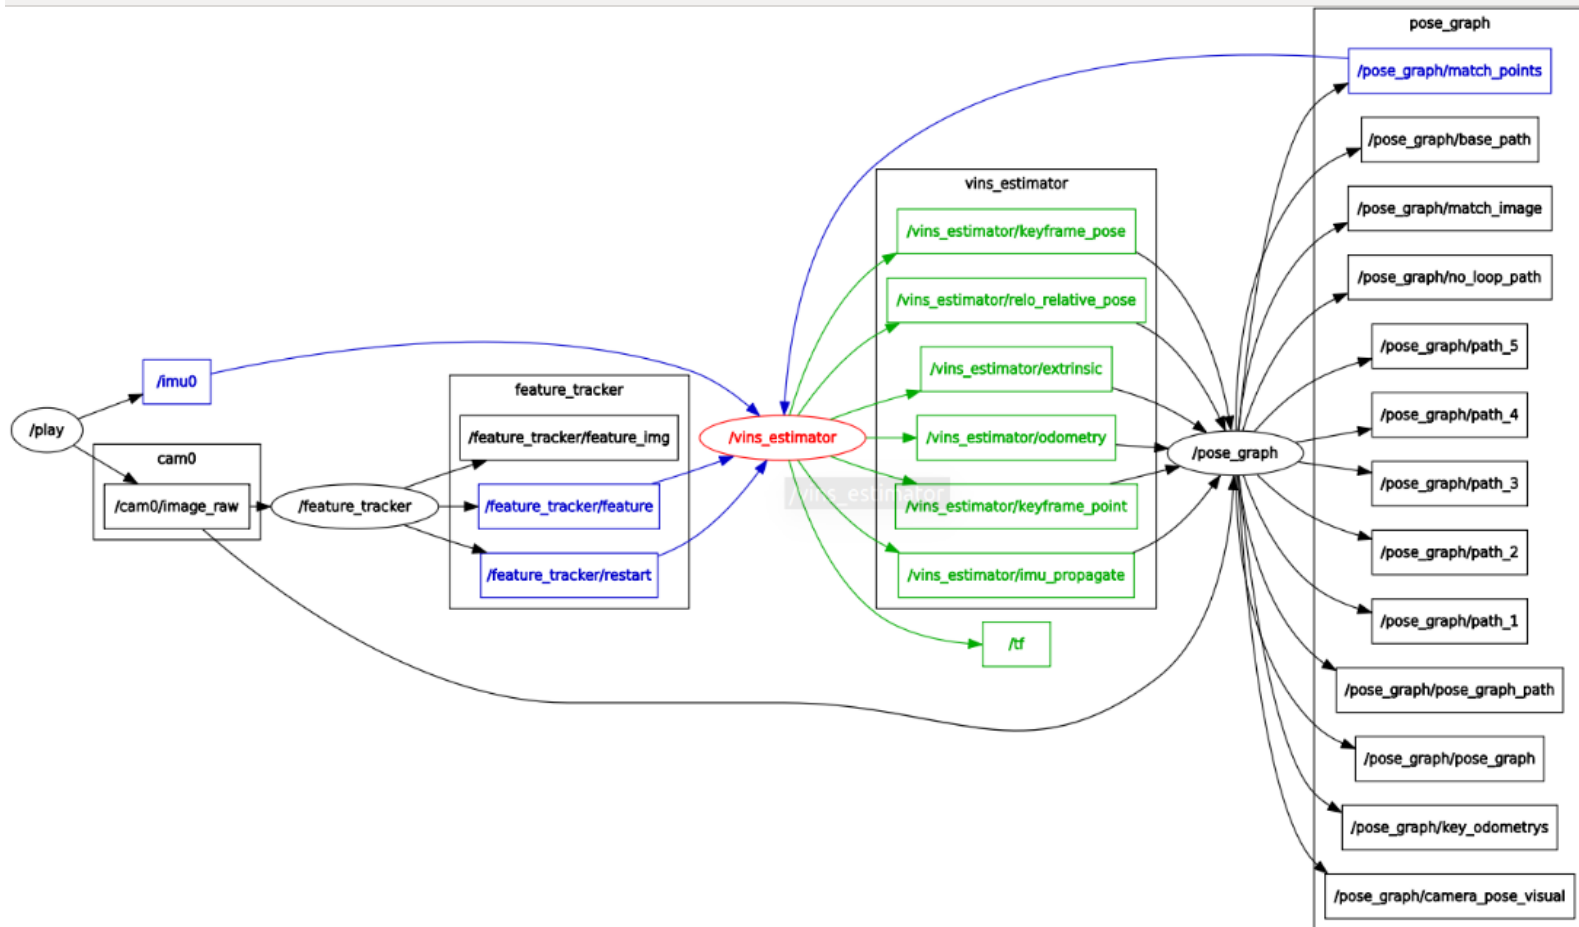 pose_graph
/pose_graph/match_points
/pose_graph/base_path
vins_estimator
/pose_graph/match_image
/vins_estimator/keyframe_pose
/pose_graph/no_loop_path
/vins_estimator/relo_relative_pose
/pose_graph/path_5
/imu0
/vins_estimator/extrinsic
feature_tracker
/pose_graph/path_4
/play
/feature_tracker/feature_img
/vins_estimator
/vins_estimator/odometry
/pose_graph
cam0
/pose_graph/path_3
/vins_estimator
/cam0/image_raw
/feature_tracker
/feature_tracker/feature
/vins_estimator/keyframe_point
/pose_graph/path_2
/feature_tracker/restart
/vins_estimator/imu_propagate
/pose_graph/path_1
/tf
/pose_graph/pose_graph_path
/pose_graph/pose_graph
/pose_graph/key_odometrys
/pose_graph/camera_pose_visual